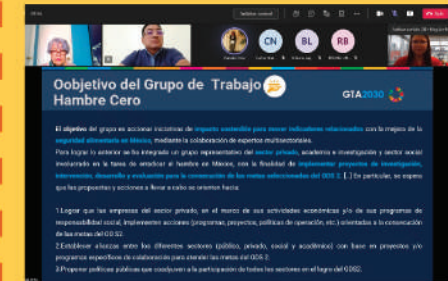 CN BL RB
Oobjetivo del Grupo de Trabajo
Hambre Cero
GTA2030
El objetivo del grupo es accionar iniciativas de impacto sostenible para mover indicadores relacionados con la mejora de la
seguridad alimentaria en México, mediante la colaboración de expertos multisectoriales.
Para lograr lo anterior se ha integrado un grupo representativo del sector privado, academia e investigación y sector social
involucrado en la tarea de erradicar el hambre en México, con la finalidad de implementar proyectos de investigación,
intervención, desarrollo y evaluación para la consecución de las metas seleccionadas del ODS 2. [..] En particular, se espera
que las propuestas y acciones a llevar a cabo se orienten hacia:
1.Lograr que las empresas del sector privado, en el marco de sus actividades económicas y/o de sus programas de
responsabilidad social, implementen acciones (programas, proyectos, políticas de operación, etc.) orientadas a la consecución
de las metas del ODS2.
2.Establecer alianzas entre los diferentes sectores (público, privado, social y académico) con base en proyectos y/o
programas específicos de colaboración para atender las metas del ODS 2.
3.Proponer políticas públicas que coadyuven a la participación de todos los sectores en el logro del ODS2.